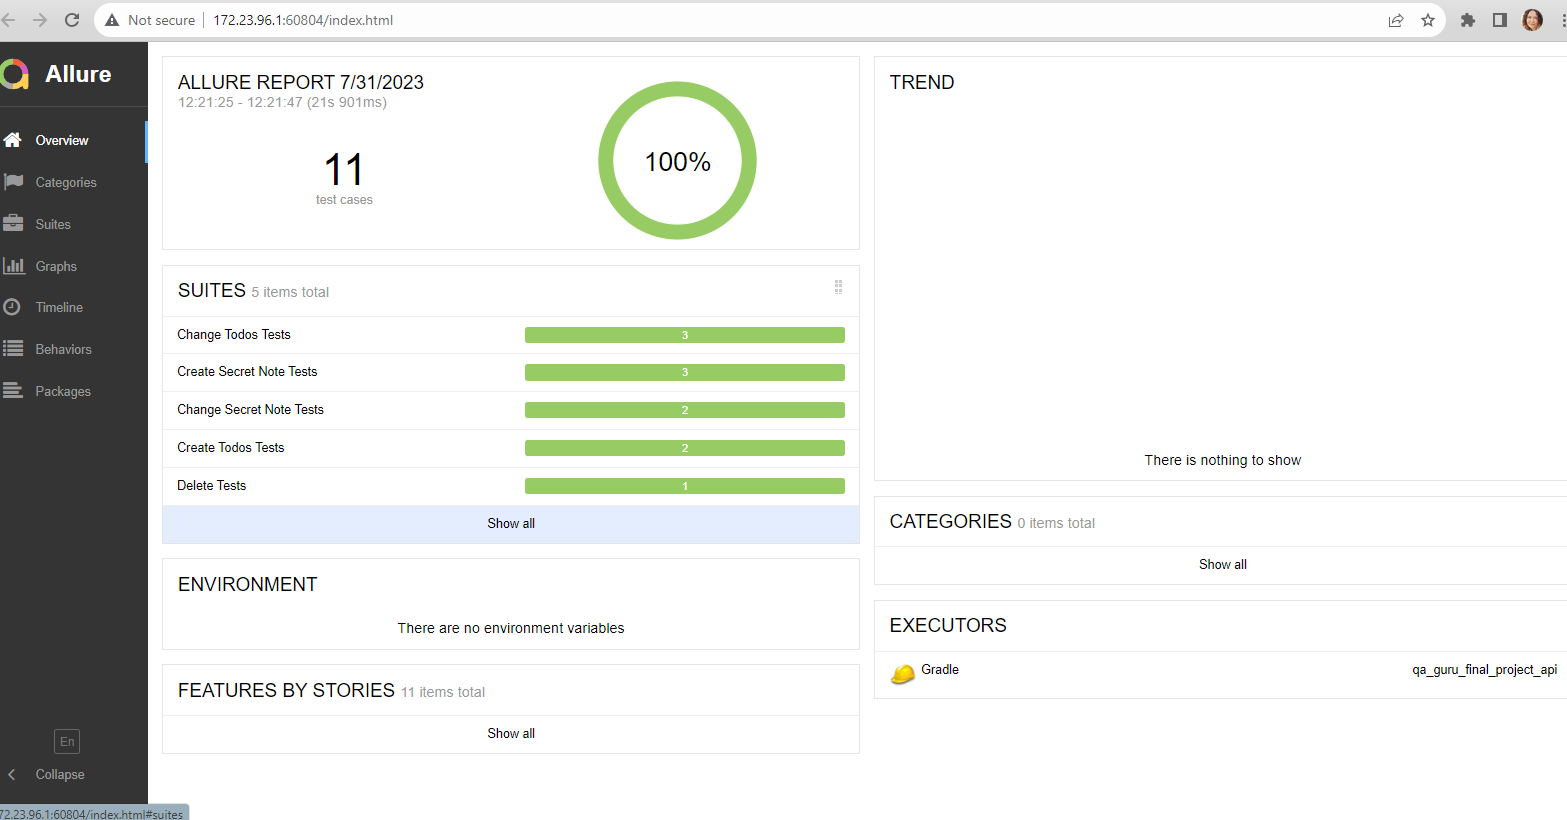 Not secure
172.23.96.1:60804/index.html
Allure
Overview
Categories
Suites
Graphs
Timeline
Behaviors
Packages
En
Collapse
ALLURE REPORT 7/31/2023
12:21:25 - 12:21:47 (21s 901ms)
11
test cases
100%
SUITES 5 items total
Change Todos Tests 3
Create Secret Note Tests 3
Change Secret Note Tests 2
Create Todos Tests 2
Delete Tests 1
Show all
ENVIRONMENT
There are no environment variables
FEATURES BY STORIES 11 items total
Show all
TREND
There is nothing to show
CATEGORIES 0 items total
Show all
EXECUTORS
Gradle qa_guru_final_project_api
72.23.96.1:60804/index.html#suites